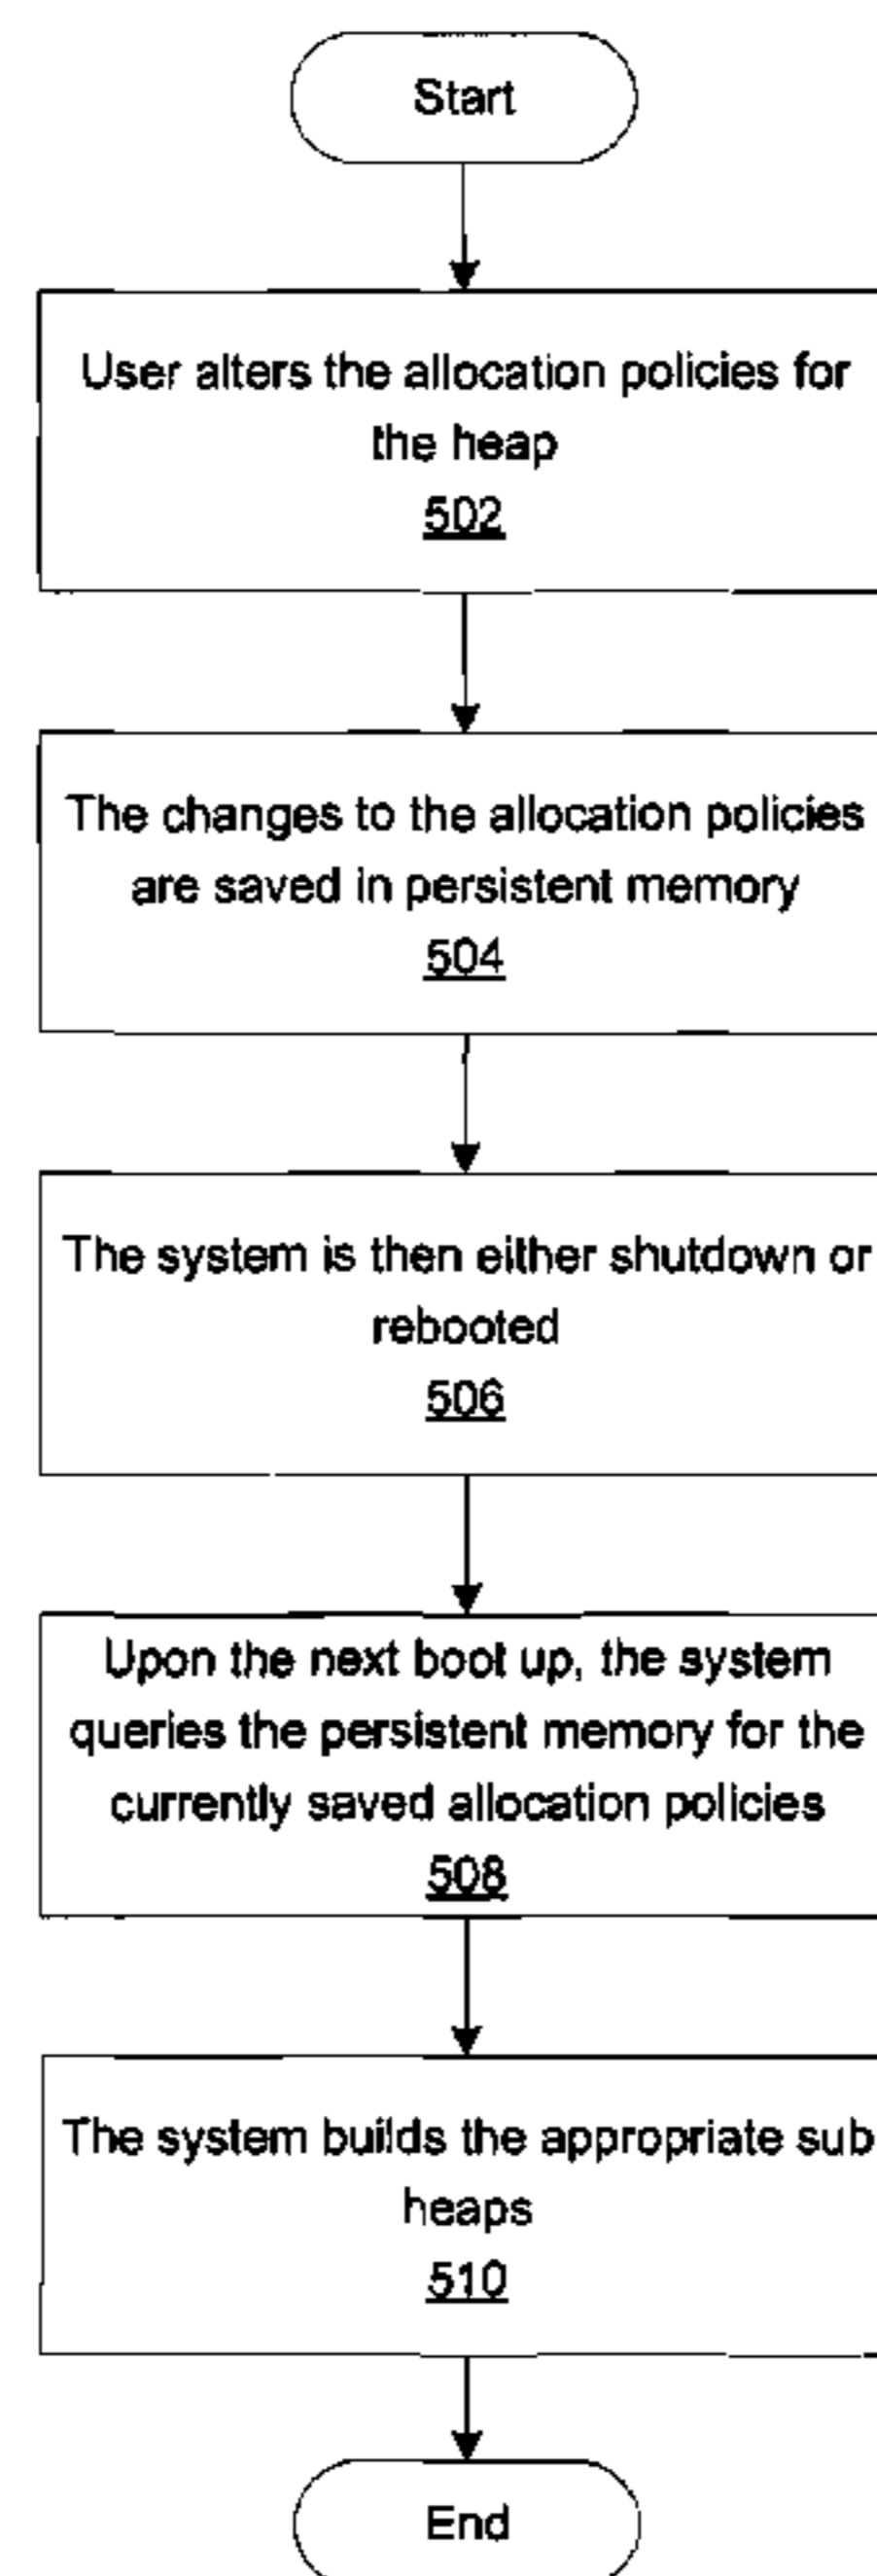 Start
User alters the allocation policies for
the heap
502
The changes to the allocation policies
are saved in persistent memory
504
The system is then either shutdown or
rebooted
506
Upon the next boot up, the system
queries the persistent memory for the
currently saved allocation policies
508
The system builds the appropriate sub
heaps
510
End